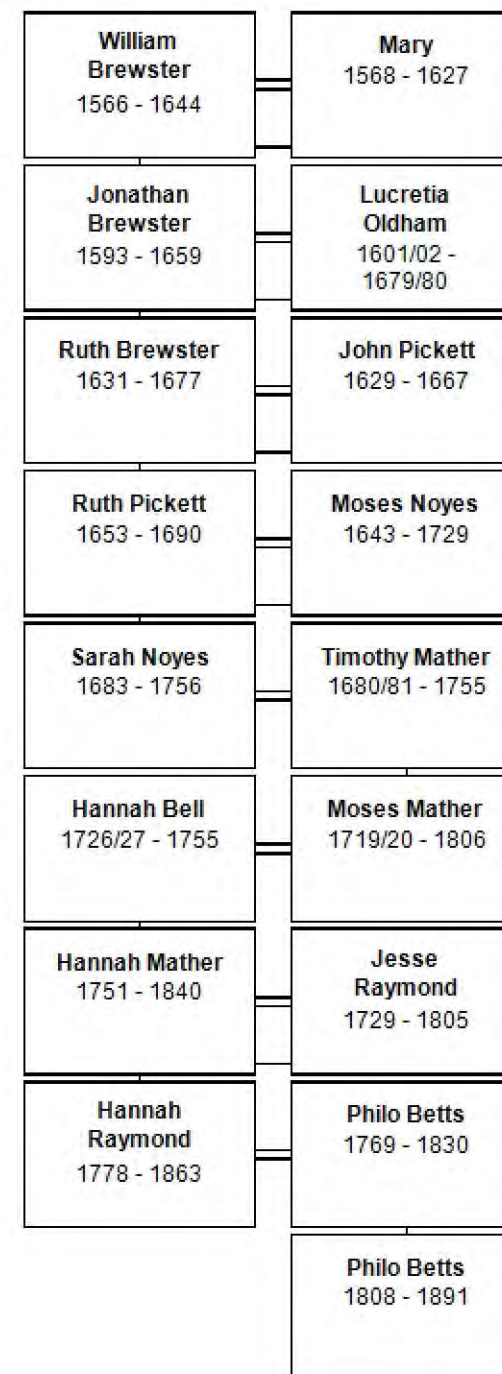 William
Brewster
1566 - 1644
Mary
1568 - 1627
Jonathan
Brewster
1593 - 1659
Lucretia
Oldham
1601/02 -
1679/80
Ruth Brewster
1631 - 1677
John Pickett
1629 - 1667
Ruth Pickett
1653 - 1690
Moses Noyes
1643 - 1729
Sarah Noyes
1683 - 1756
Timothy Mather
1680/81 - 1755
Hannah Bell
1726/27 - 1755
Moses Mather
1719/20 - 1806
Hannah Mather
1751 - 1840
Jesse
Raymond
1729 - 1805
Hannah
Raymond
1778 - 1863
Philo Betts
1769 - 1830
Philo Betts
1808 - 1891